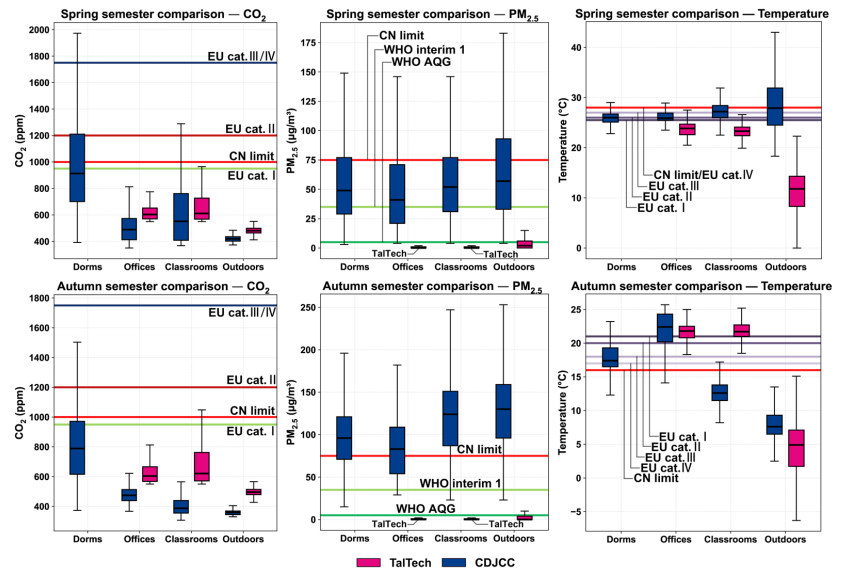 Spring semester comparison — CO₂
CO₂ (ppm)
2000
1800
1600
1400
1200
1000
800
600
400
EU cat.Ⅲ/Ⅳ
EU cat.Ⅱ
CN limit
EU cat. Ⅰ
Dorms Offices Classrooms Outdoors
Spring semester comparison — PM₂.₅
PM₂.₅ (μg/m³)
175
150
125
100
75
50
25
0
CN limit
WHO interim 1
WHO AQG
TalTech TalTech
Dorms Offices Classrooms Outdoors
Spring semester comparison — Temperature
Temperature (°C)
40
30
20
10
0
CN limit/EU cat.Ⅳ
EU cat.Ⅲ
EU cat.Ⅱ
EU cat. Ⅰ
Dorms Offices Classrooms Outdoors
Autumn semester comparison — CO₂
CO₂ (ppm)
1800
1600
1400
1200
1000
800
600
400
EU cat.Ⅲ/Ⅳ
EU cat.Ⅱ
CN limit
EU cat. Ⅰ
Dorms Offices Classrooms Outdoors
Autumn semester comparison — PM₂.₅
PM₂.₅ (μg/m³)
250
200
150
100
50
0
CN limit
WHO interim 1
WHO AQG
TalTech TalTech
Dorms Offices Classrooms Outdoors
Autumn semester comparison — Temperature
Temperature (°C)
25
20
15
10
5
0
−5
EU cat. Ⅰ
EU cat.Ⅱ
EU cat.Ⅲ
EU cat.Ⅳ
CN limit
Dorms Offices Classrooms Outdoors
TalTech CDJCC